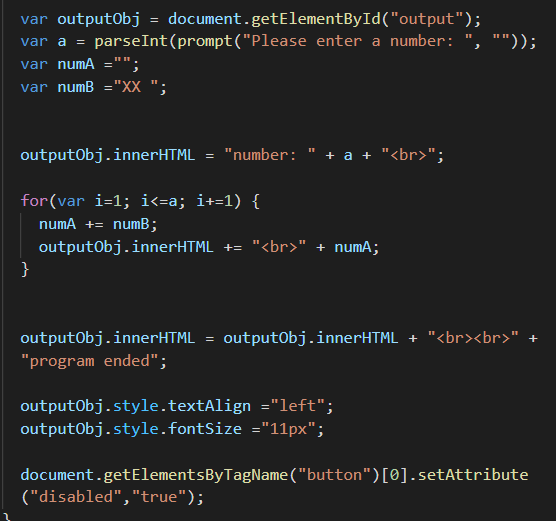 var outputObj = document.getElementById("output");
var a = parseInt(prompt("Please enter a number: ", ""));
var numA ="";
var numB ="XX ";
outputObj.innerHTML = "number: " + a + "<br>";
for(var i=1; i<=a; i+=1) {
numA += numB;
outputObj.innerHTML += "<br>" + numA;
}
outputObj.innerHTML = outputObj.innerHTML + "<br><br>" +
"program ended";
outputObj.style.textAlign ="left";
outputObj.style.fontSize ="11px";
document.getElementsByTagName("button")[0].setAttribute
("disabled","true");
}